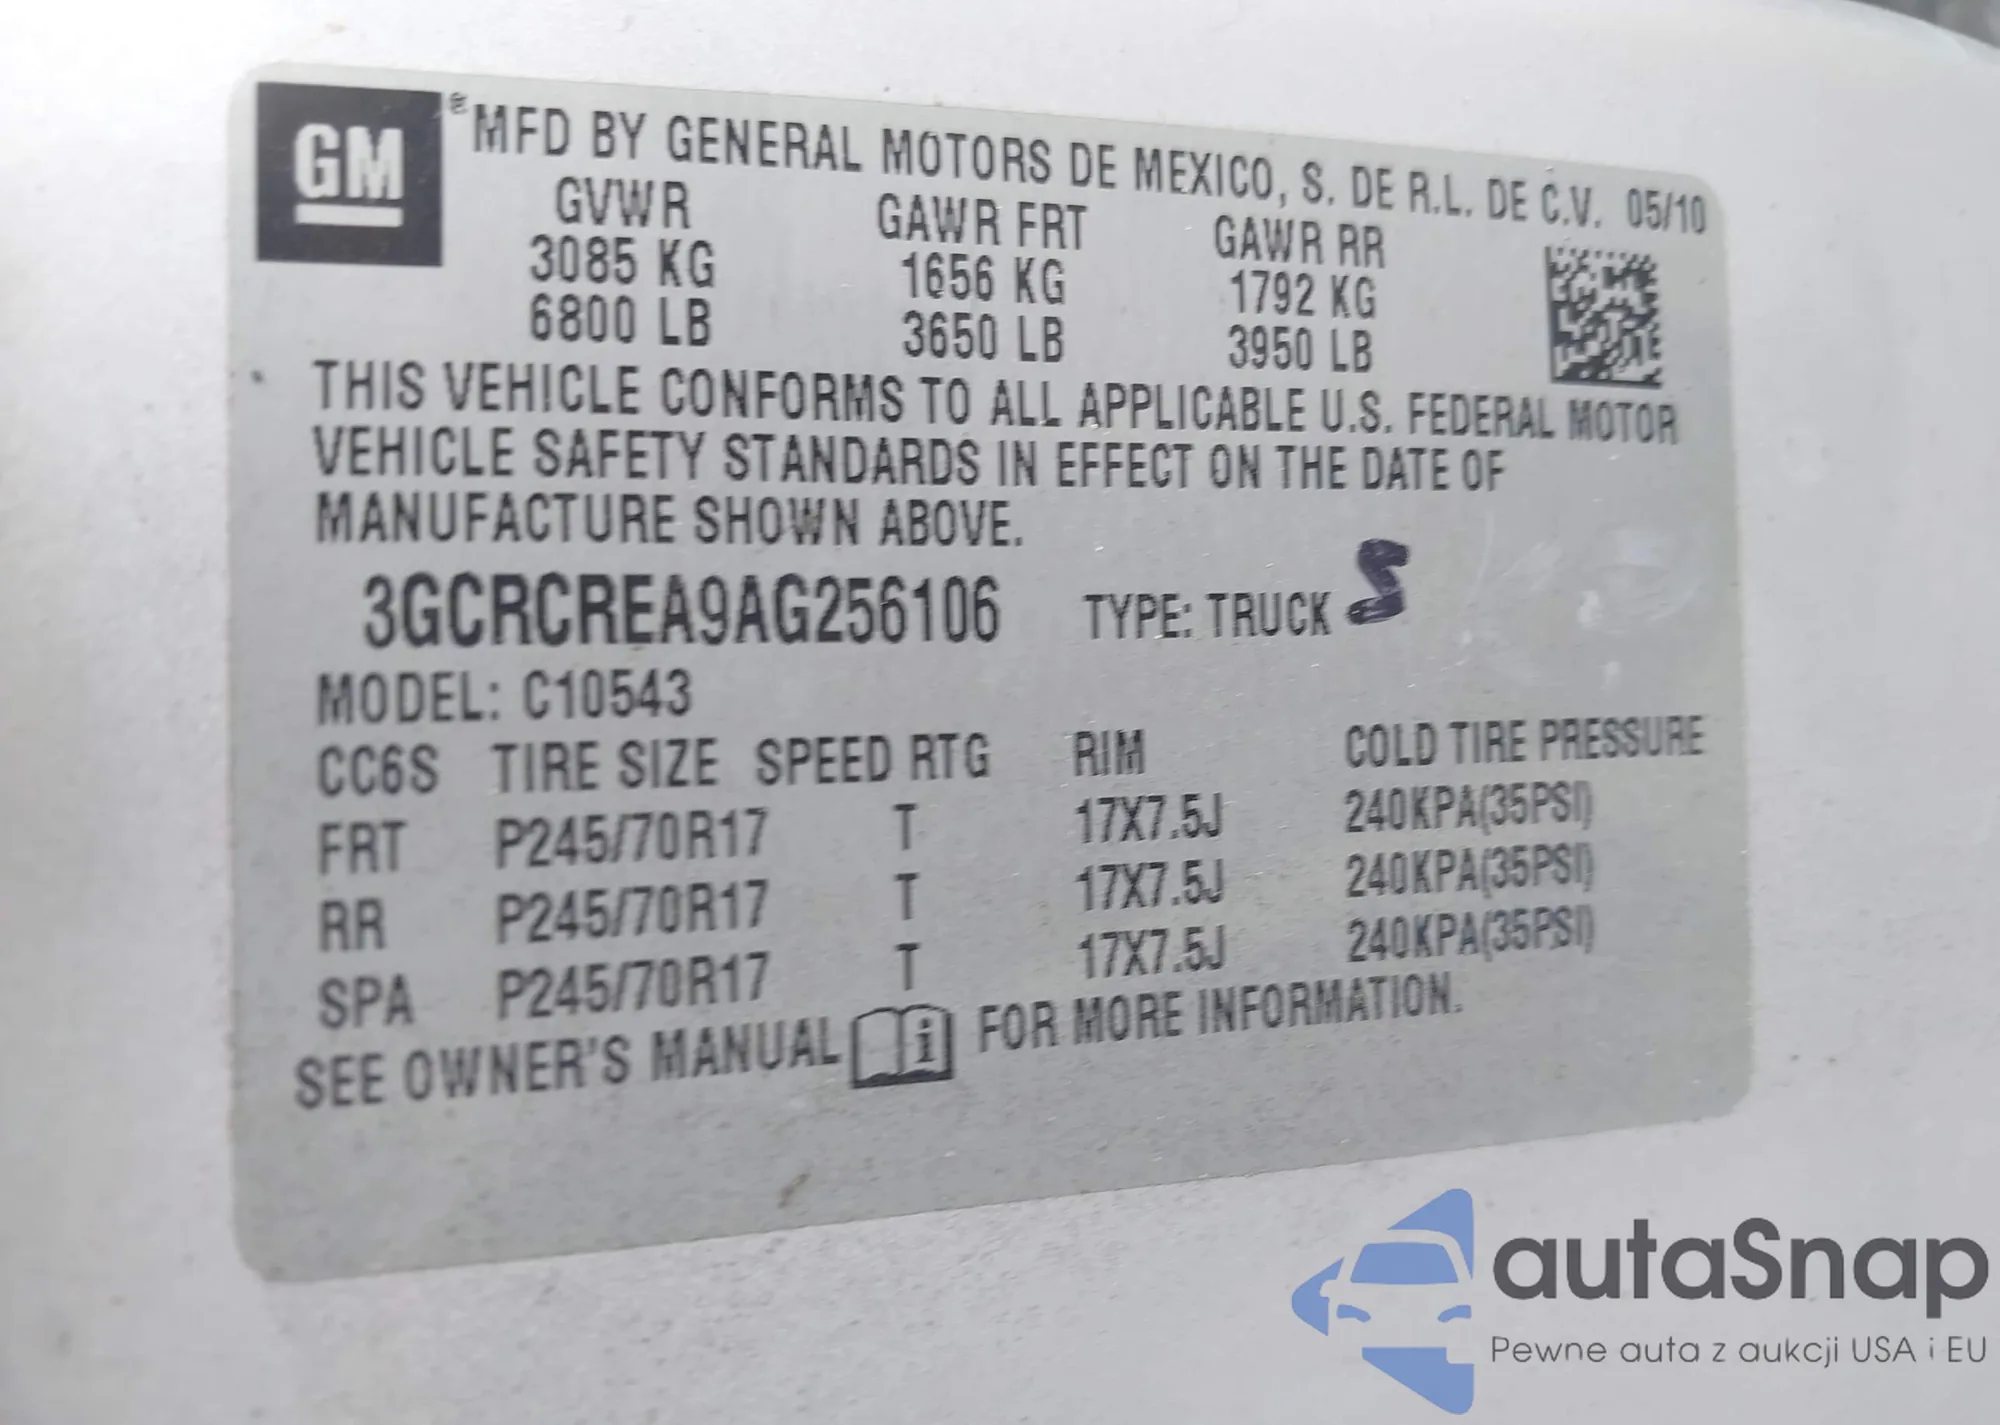 GM ® MFD BY GENERAL MOTORS DE MEXICO, S. DE R.L. DE C.V. 05/10
GVWR GAWR FRT GAWR RR
3085 KG 1656 KG 1792 KG
6800 LB 3650 LB 3950 LB
THIS VEHICLE CONFORMS TO ALL APPLICABLE U.S. FEDERAL MOTOR
VEHICLE SAFETY STANDARDS IN EFFECT ON THE DATE OF
MANUFACTURE SHOWN ABOVE.
3GCRCREA9AG256106 TYPE: TRUCK S
MODEL: C10543
CC6S TIRE SIZE SPEED RTG RIM COLD TIRE PRESSURE
FRT P245/70R17 T 17X7.5J 240KPA(35PSI)
RR P245/70R17 T 17X7.5J 240KPA(35PSI)
SPA P245/70R17 T 17X7.5J 240KPA(35PSI)
SEE OWNER'S MANUAL i FOR MORE INFORMATION.
autaSnap
Pewne auta z aukcji USA i EU